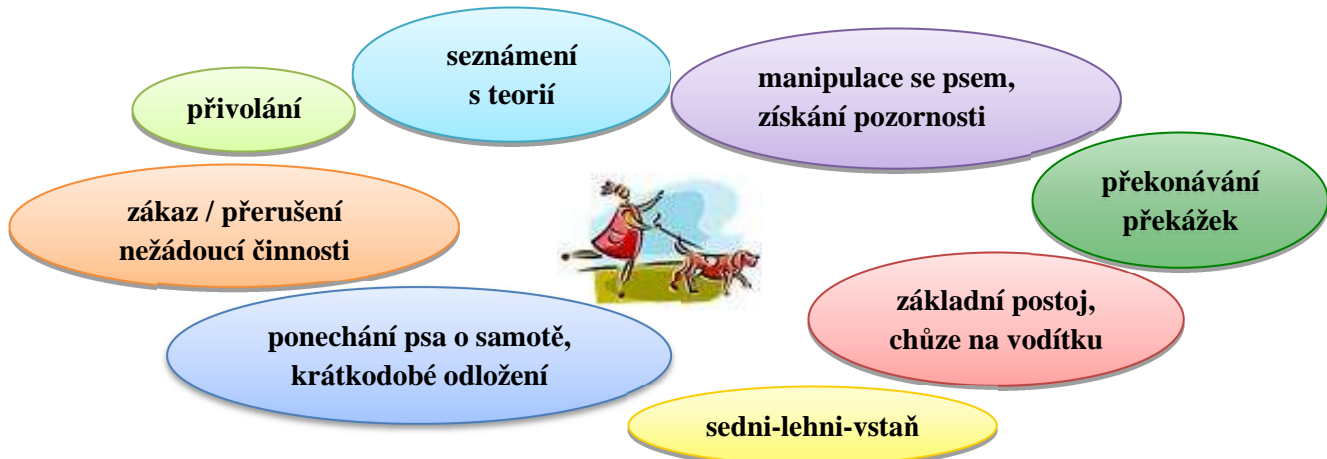 seznámení
s teorií
manipulace se psem,
získání pozornosti
přivolání
překonávání
překážek
zákaz / přerušení
nežádoucí činnosti
základní postoj,
chůze na vodítku
ponechání psa o samotě,
krátkodobé odložení
sedni-lehni-vstaň